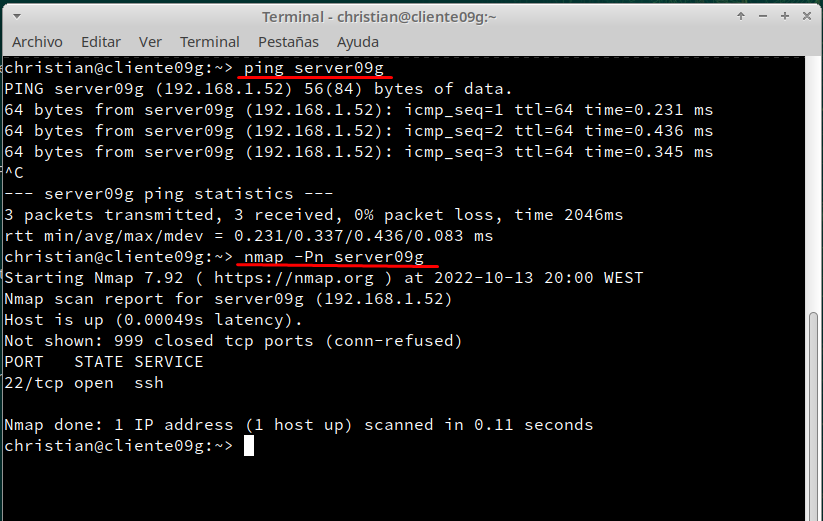 Terminal - christian@cliente09g:~
Archivo Editar Ver Terminal Pestañas Ayuda
christian@cliente09g:~> ping server09g
PING server09g (192.168.1.52) 56(84) bytes of data.
64 bytes from server09g (192.168.1.52): icmp_seq=1 ttl=64 time=0.231 ms
64 bytes from server09g (192.168.1.52): icmp_seq=2 ttl=64 time=0.436 ms
64 bytes from server09g (192.168.1.52): icmp_seq=3 ttl=64 time=0.345 ms
^C
--- server09g ping statistics ---
3 packets transmitted, 3 received, 0% packet loss, time 2046ms
rtt min/avg/max/mdev = 0.231/0.337/0.436/0.083 ms
christian@cliente09g:~> nmap -Pn server09g
Starting Nmap 7.92 ( https://nmap.org ) at 2022-10-13 20:00 WEST
Nmap scan report for server09g (192.168.1.52)
Host is up (0.00049s latency).
Not shown: 999 closed tcp ports (conn-refused)
PORT   STATE SERVICE
22/tcp open  ssh
Nmap done: 1 IP address (1 host up) scanned in 0.11 seconds
christian@cliente09g:~>